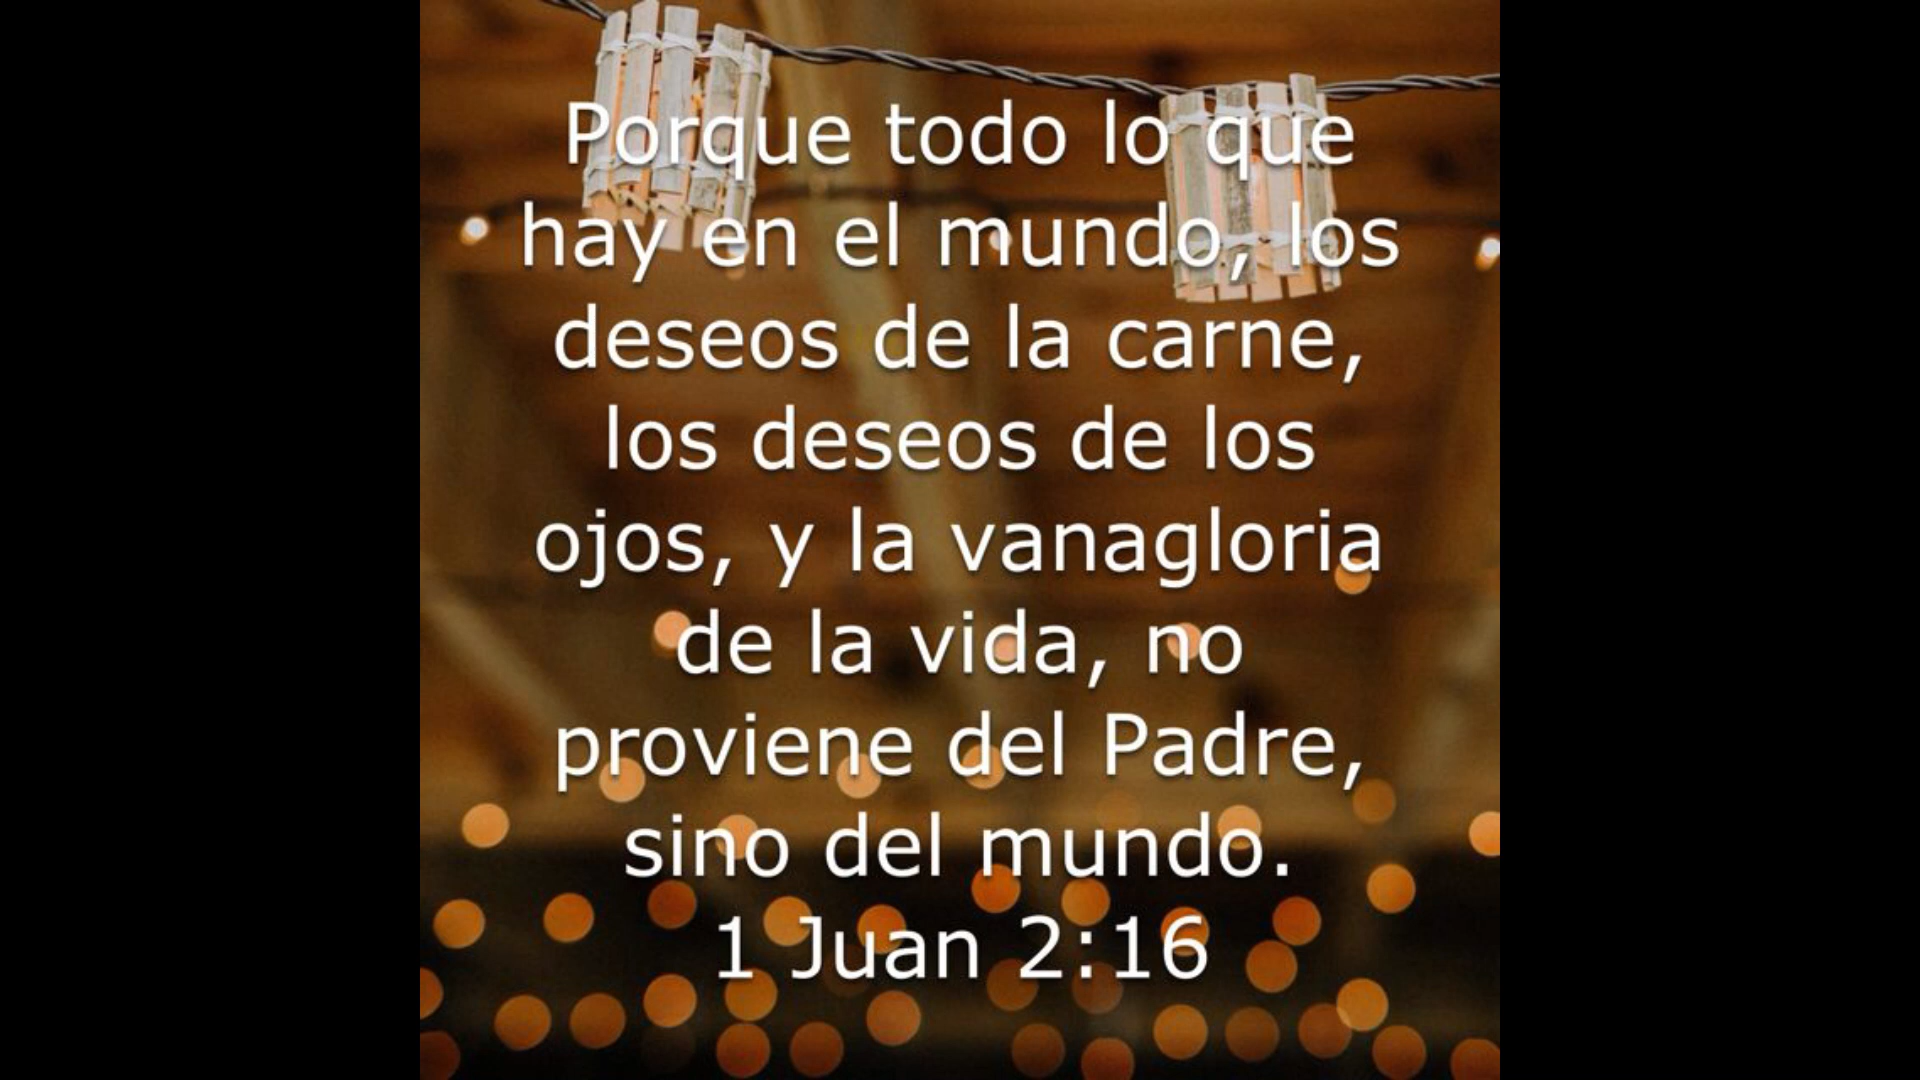 Porque todo lo que
hay en el mundo, los
deseos de la carne,
los deseos de los
ojos, y la vanagloria
de la vida, no
proviene del Padre,
sino del mundo.
1 Juan 2:16